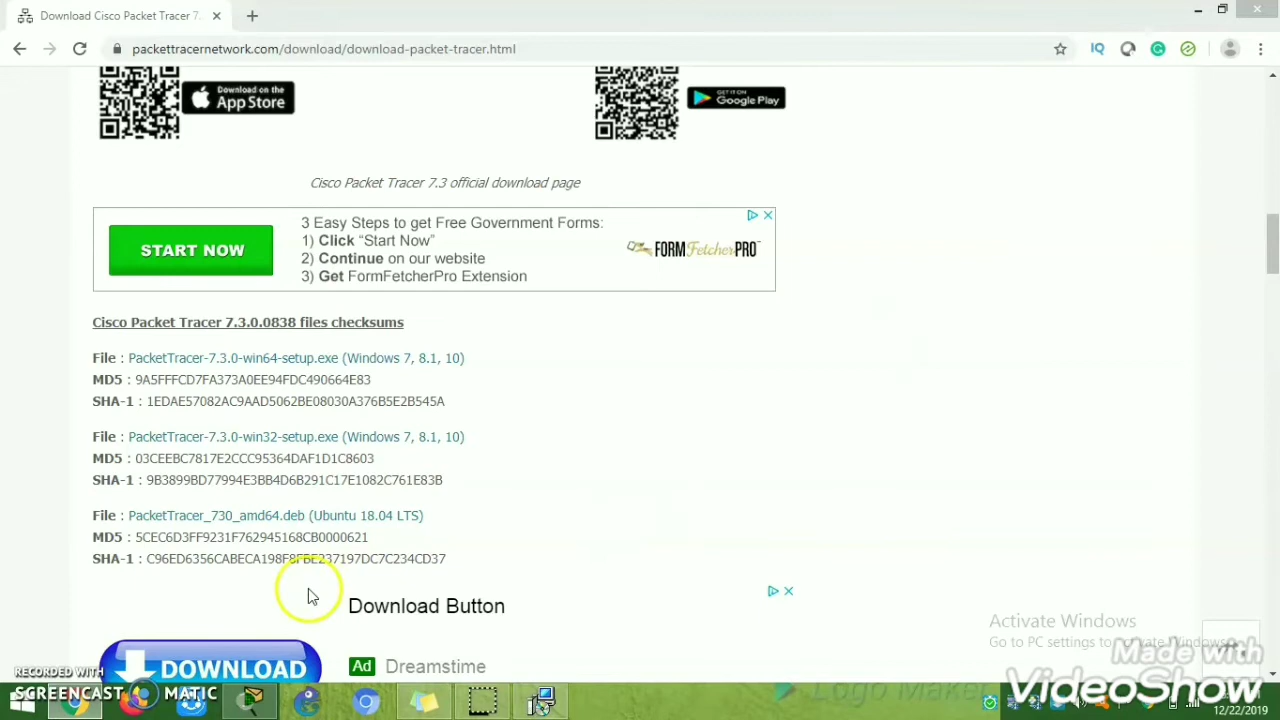 Download Cisco Packet Tracer 7.
packettracernetwork.com/download/download-packet-tracer.html
Download on the
App Store
GET IT ON
Google Play
Cisco Packet Tracer 7.3 official download page
START NOW
3 Easy Steps to get Free Government Forms:
1) Click “Start Now”
2) Continue on our website
3) Get FormFetcherPro Extension
FORMFetcherPRO
Cisco Packet Tracer 7.3.0.0838 files checksums
File : PacketTracer-7.3.0-win64-setup.exe (Windows 7, 8.1, 10)
MD5 : 9A5FFFCD7FA373A0EE94FDC490664E83
SHA-1 : 1EDAE57082AC9AAD5062BE08030A376B5E2B545A
File : PacketTracer-7.3.0-win32-setup.exe (Windows 7, 8.1, 10)
MD5 : 03CEEBC7817E2CCC95364DAF1D1C8603
SHA-1 : 9B3899BD77994E3BB4D6B291C17E1082C761E83B
File : PacketTracer_730_amd64.deb (Ubuntu 18.04 LTS)
MD5 : 5CEC6D3FF9231F762945168CB0000621
SHA-1 : C96ED6356CABECA198F8FBE237197DC7C234CD37
Download Button
DOWNLOAD
Ad Dreamstime
Activate Windows
Go to PC settings to activate Windows.
Made with
VideoShow
RECORDED WITH
SCREENCAST MATIC
Logo Maker
12/22/2019